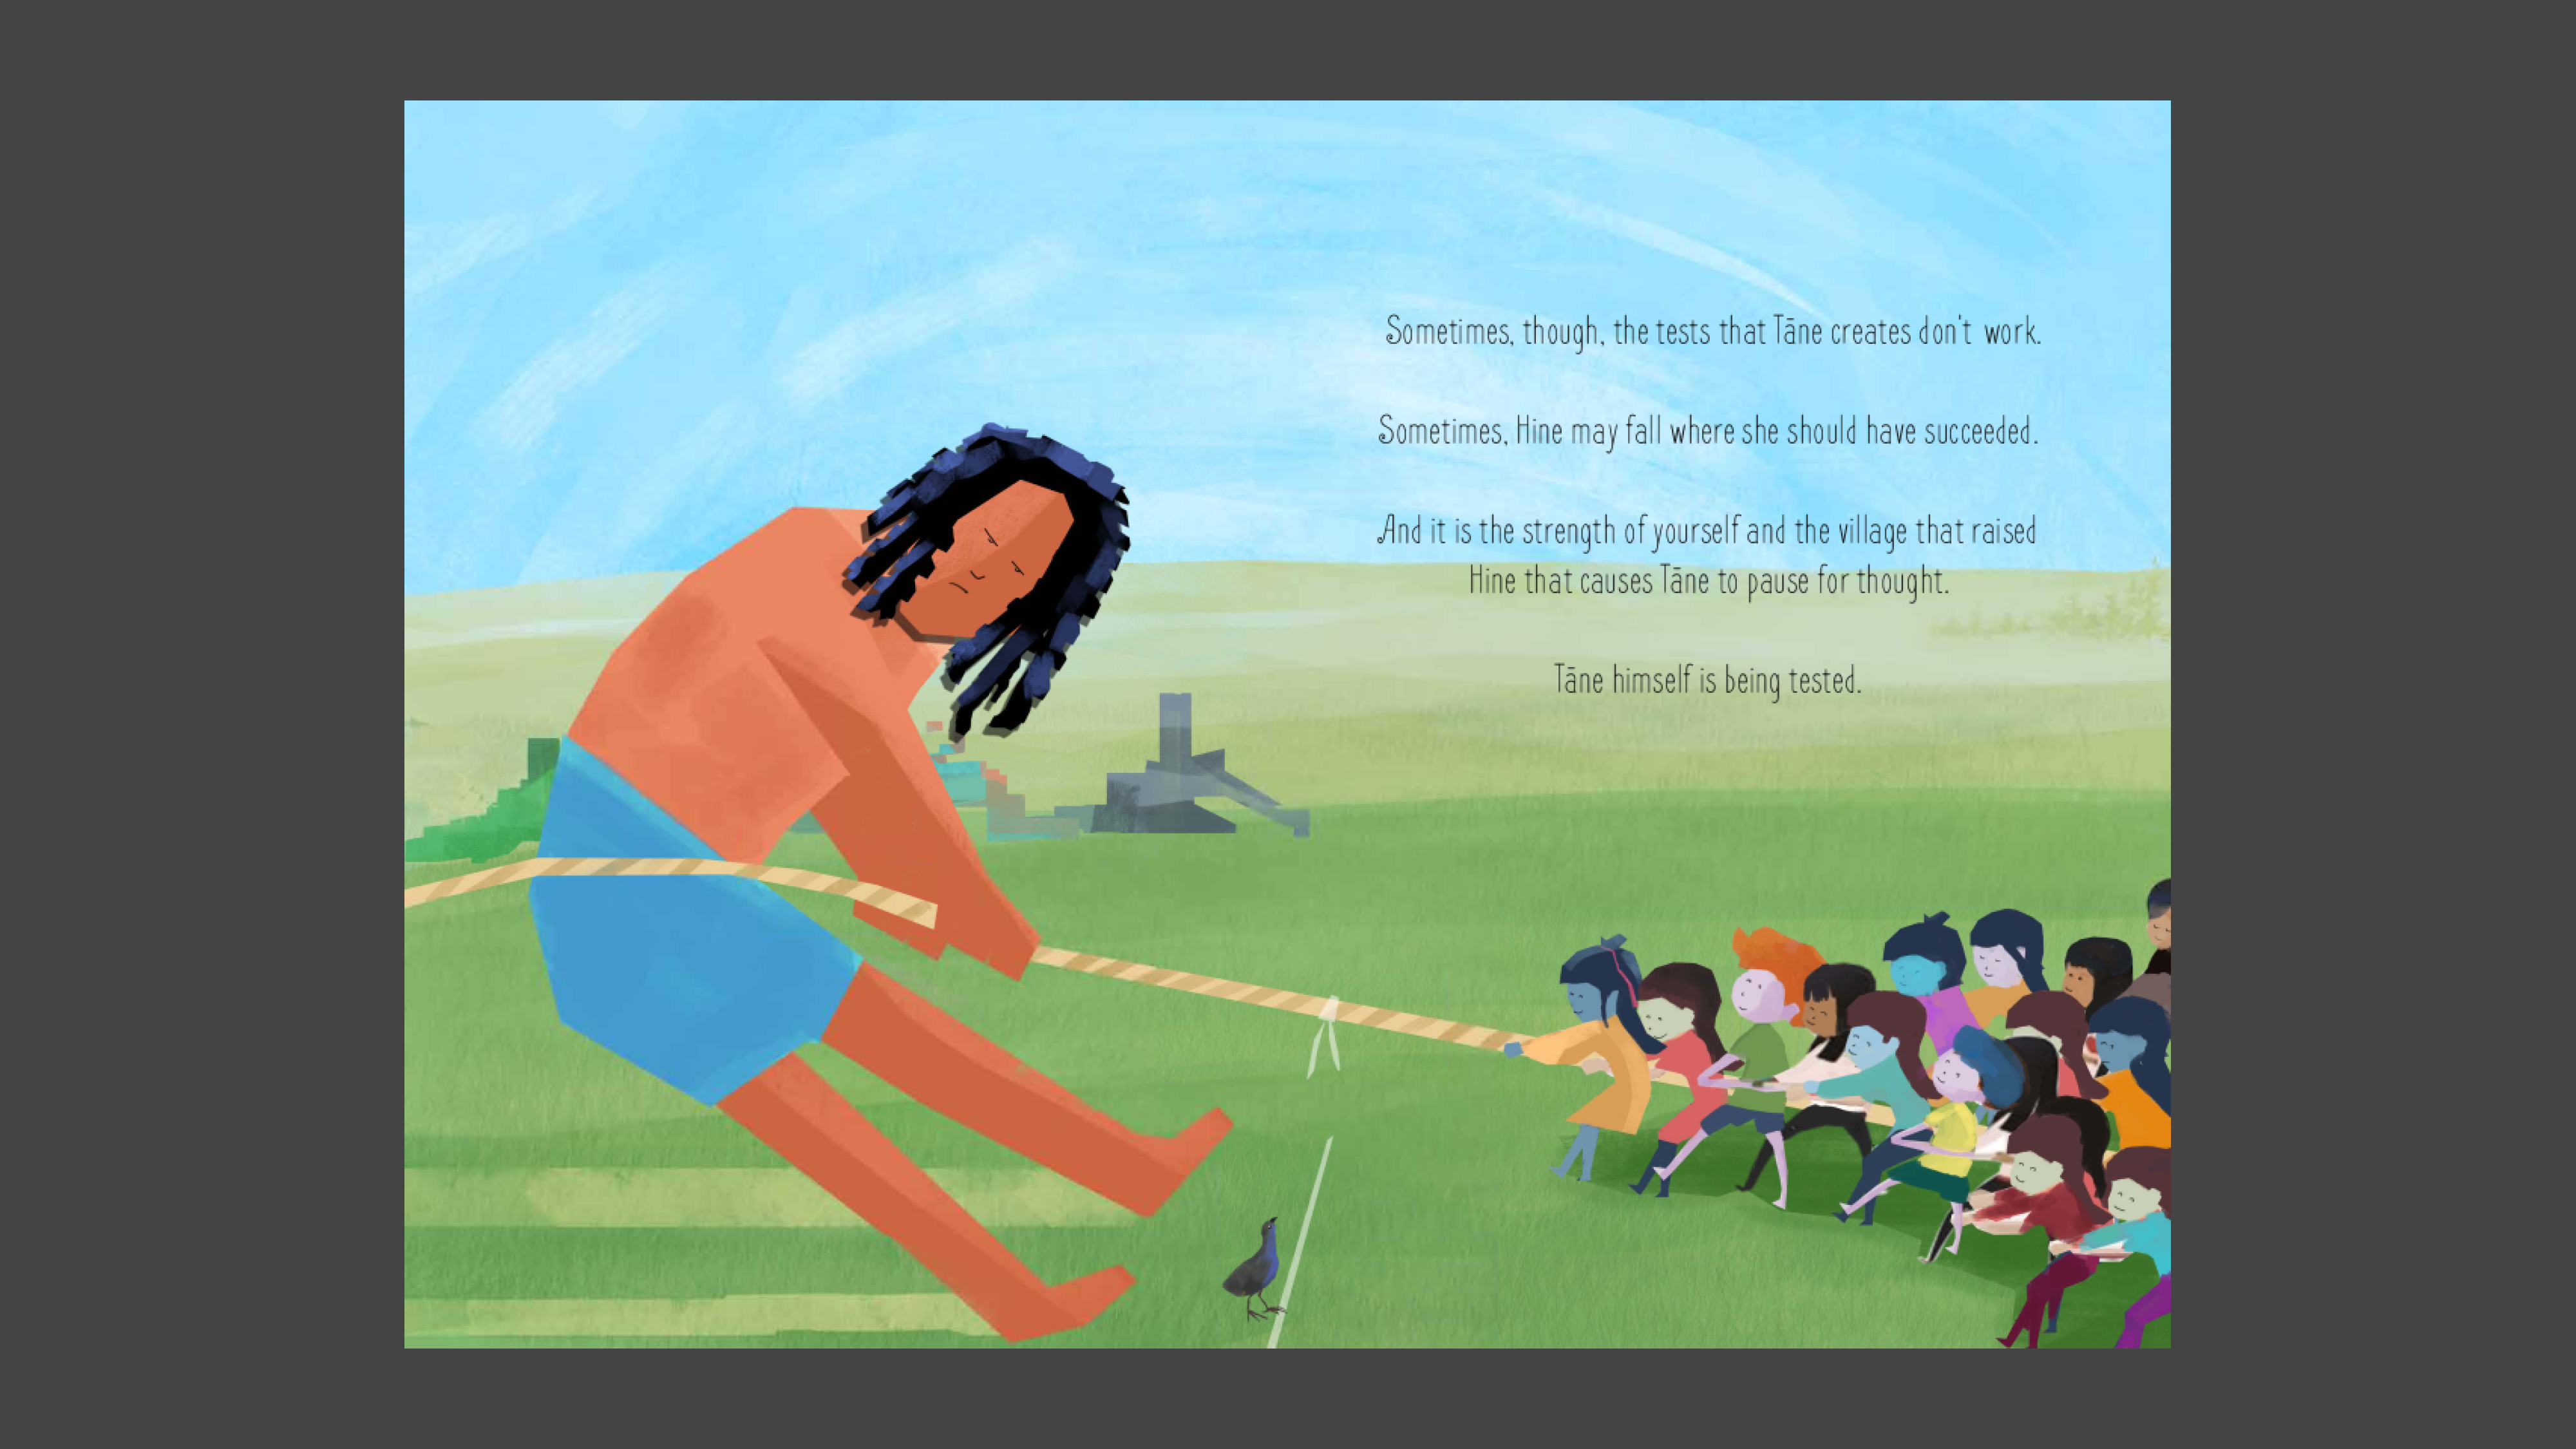 Sometimes, though, the tests that Tāne creates don't work.
Sometimes, Hine may fall where she should have succeeded.
And it is the strength of yourself and the village that raised
Hine that causes Tāne to pause for thought.
Tāne himself is being tested.